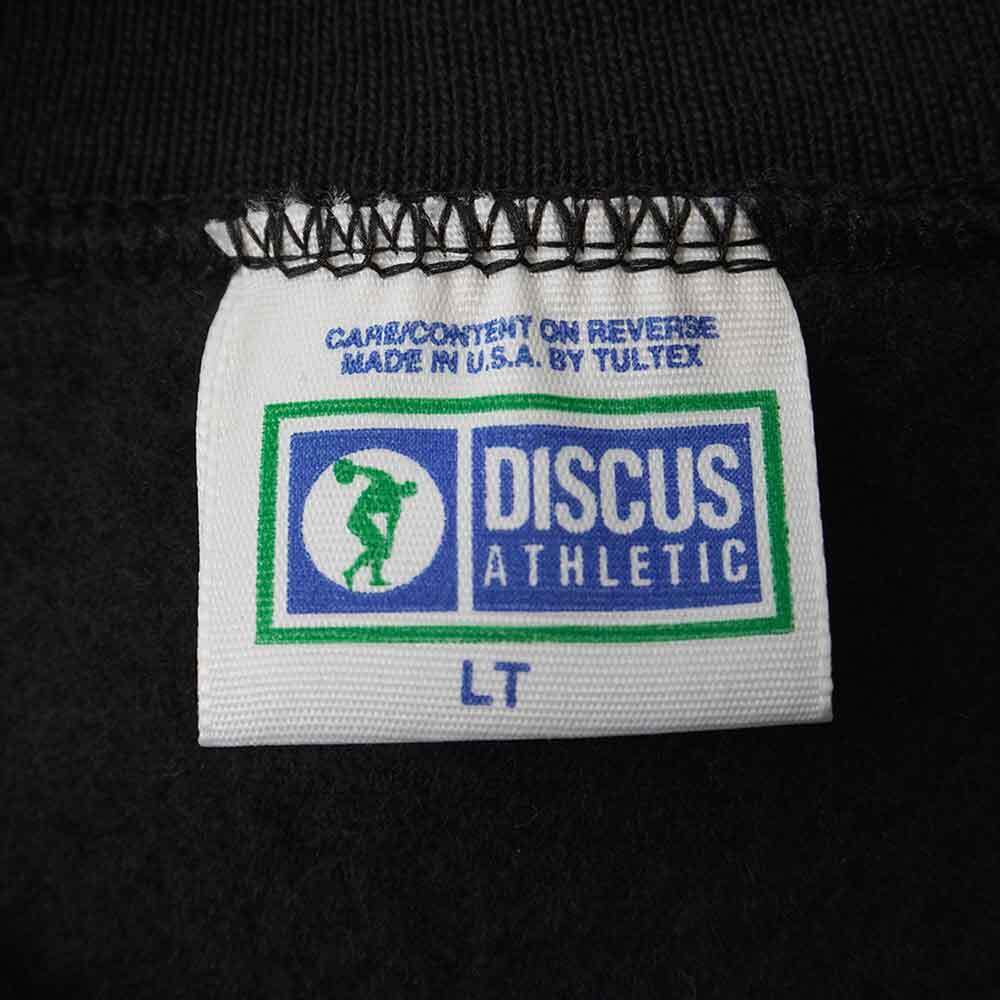 CARE/CONTENT ON REVERSE
MADE IN U.S.A. BY TULTEX
DISCUS
ATHLETIC
LT